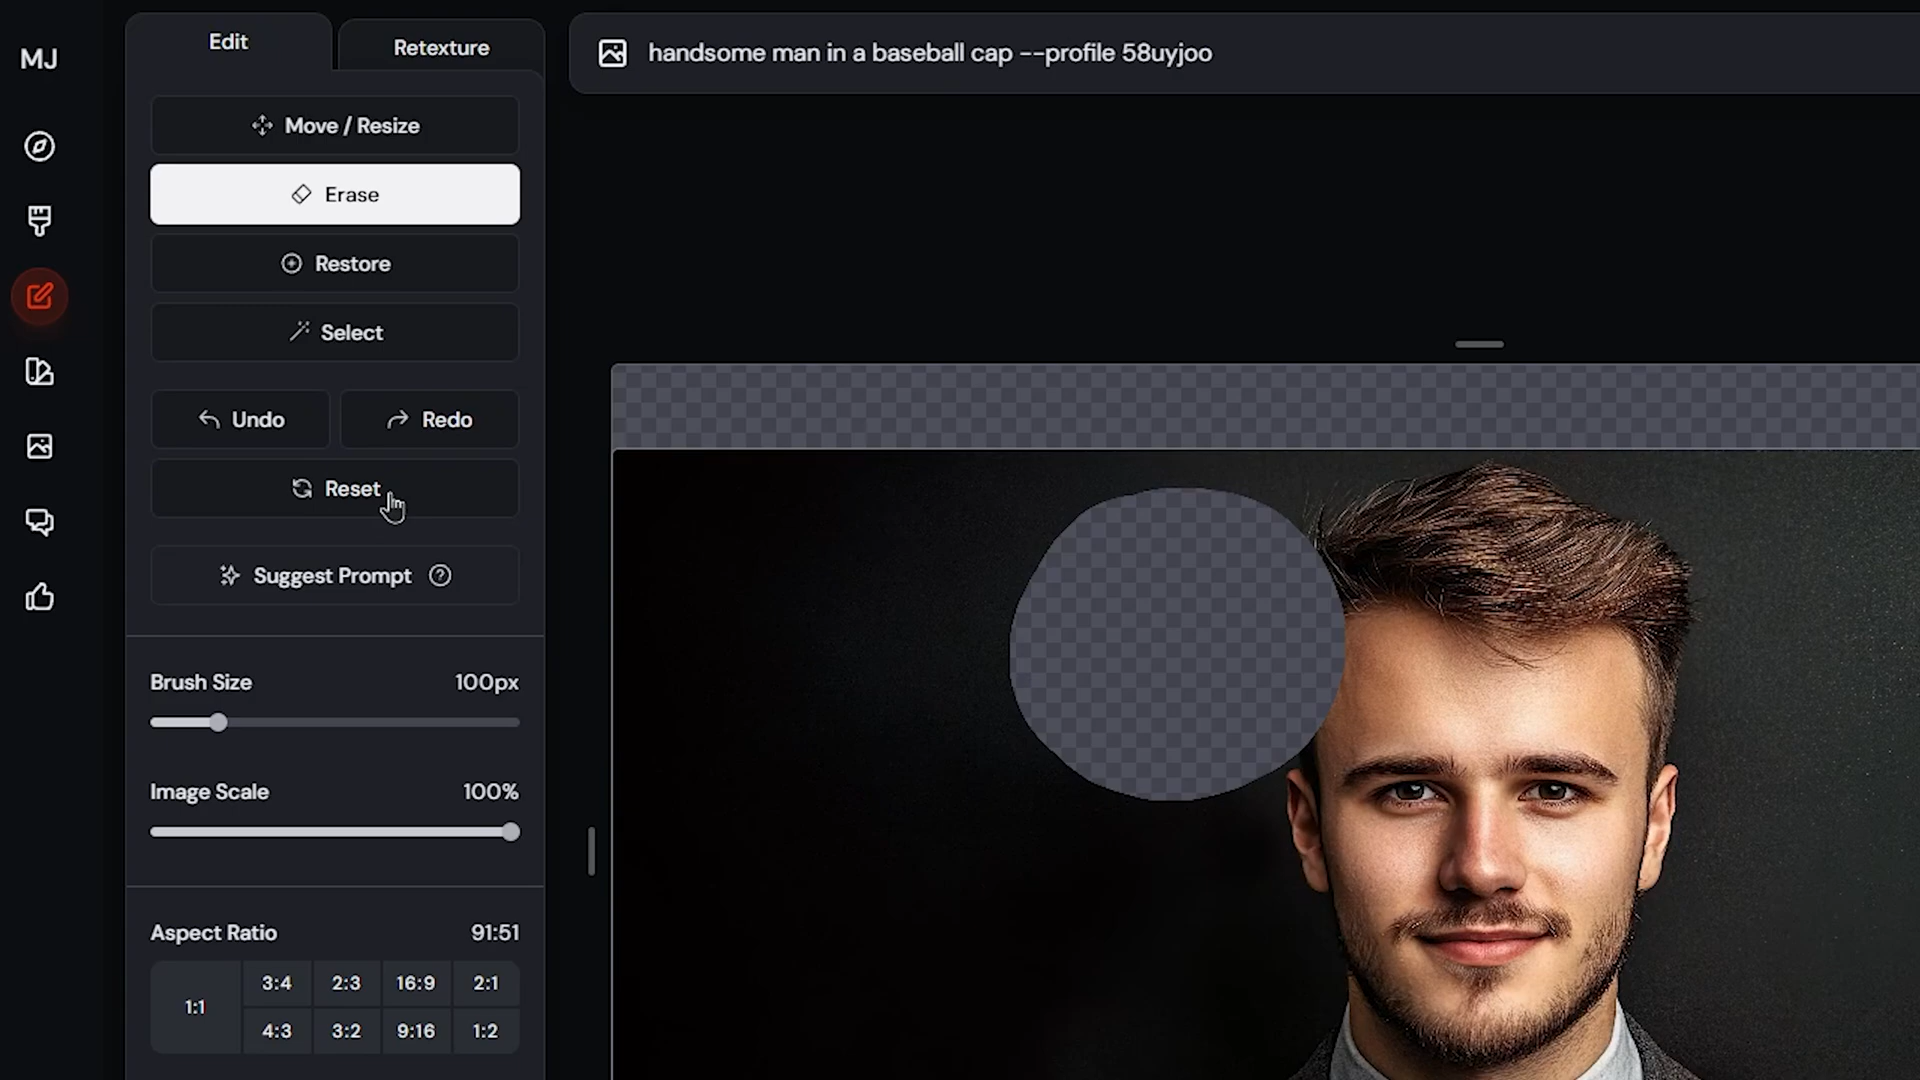 MJ
Edit
Retexture
handsome man in a baseball cap --profile 58uyjoo
Move / Resize
Erase
Restore
Select
Undo
Redo
Reset
Suggest Prompt ?
Brush Size 100px
Image Scale 100%
Aspect Ratio 91:51
1:1
3:4 2:3 16:9 2:1
4:3 3:2 9:16 1:2